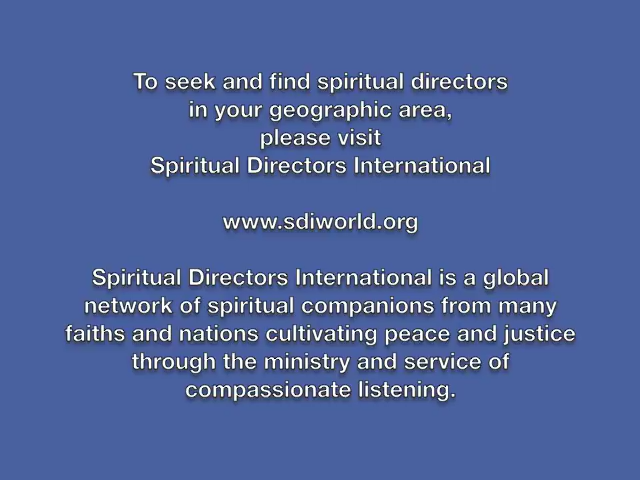 To seek and find spiritual directors
in your geographic area,
please visit
Spiritual Directors International
www.sdiworld.org
Spiritual Directors International is a global
network of spiritual companions from many
faiths and nations cultivating peace and justice
through the ministry and service of
compassionate listening.